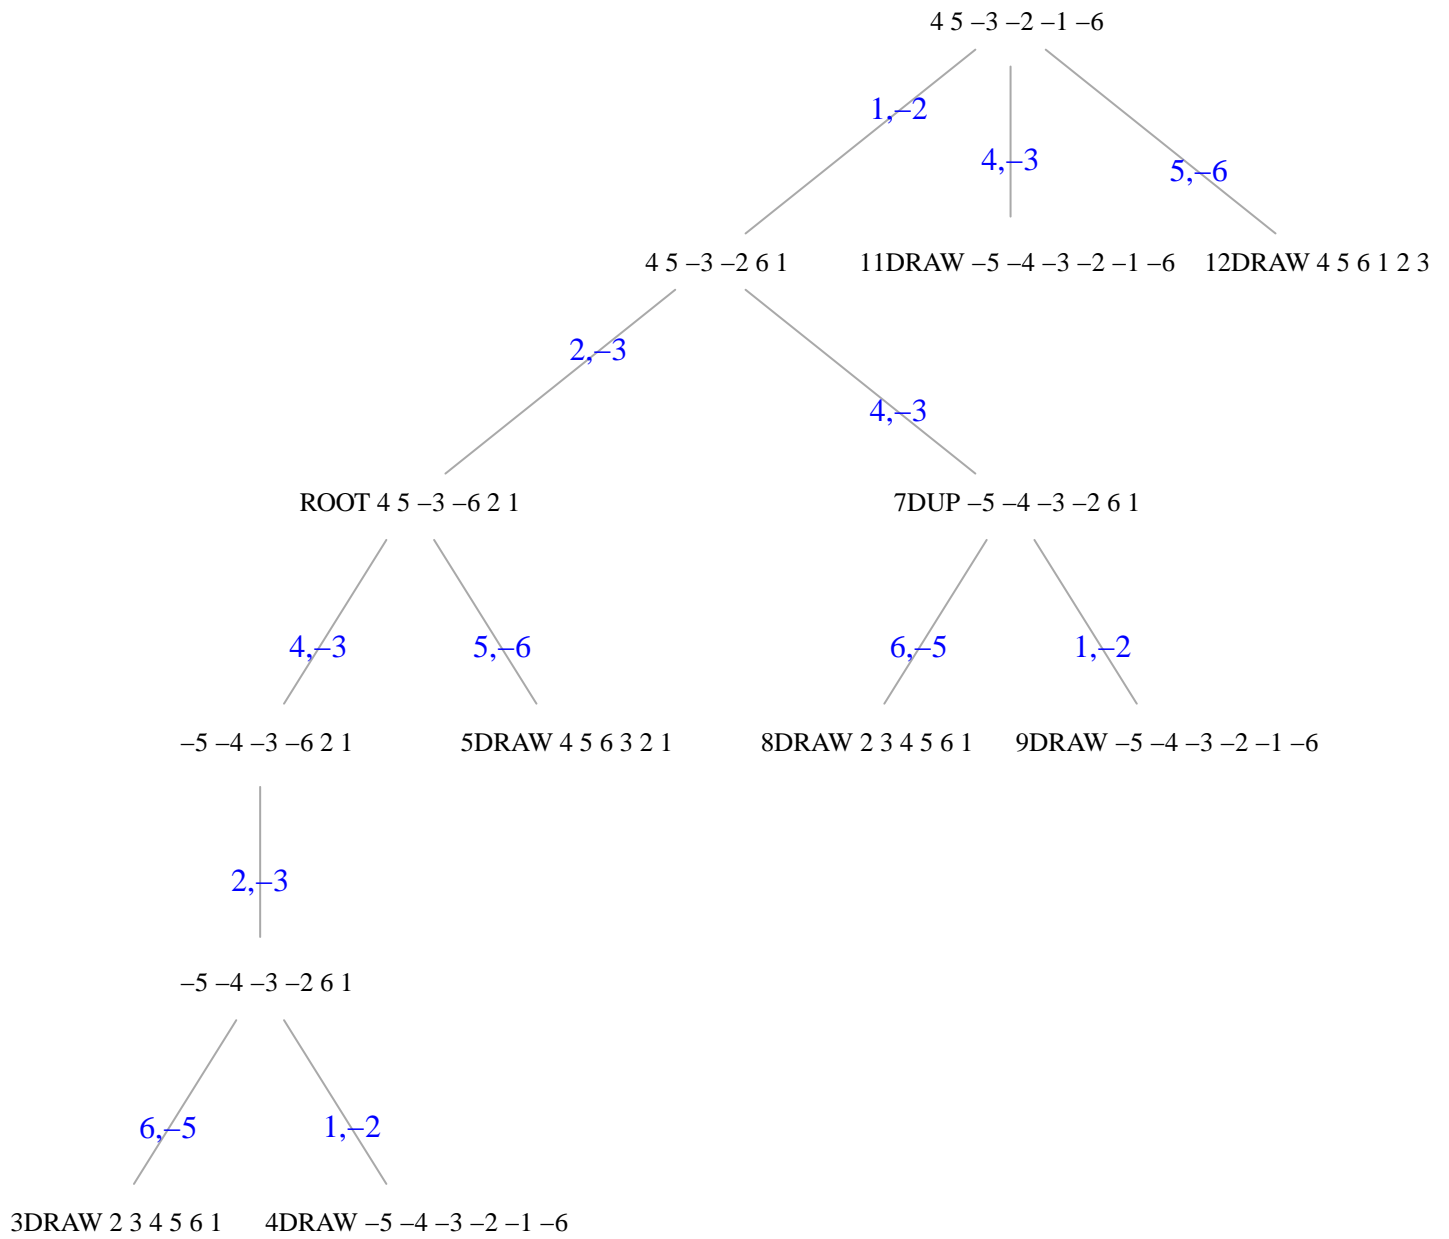 4 5 –3 –2 –1 –6
1,–2
4,–3
5,–6
4 5 –3 –2 6 1
11DRAW –5 –4 –3 –2 –1 –6
12DRAW 4 5 6 1 2 3
2,–3
4,–3
ROOT 4 5 –3 –6 2 1
7DUP –5 –4 –3 –2 6 1
4,–3
5,–6
6,–5
1,–2
–5 –4 –3 –6 2 1
5DRAW 4 5 6 3 2 1
8DRAW 2 3 4 5 6 1
9DRAW –5 –4 –3 –2 –1 –6
2,–3
–5 –4 –3 –2 6 1
6,–5
1,–2
3DRAW 2 3 4 5 6 1
4DRAW –5 –4 –3 –2 –1 –6